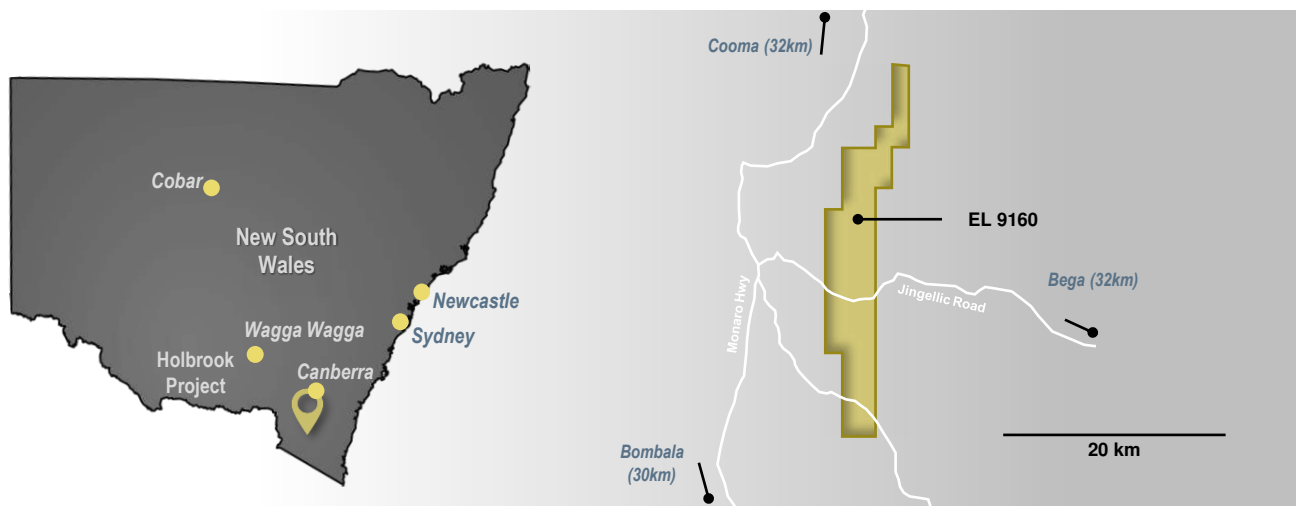 Cobar
New South
Wales
Newcastle
Sydney
Wagga Wagga
Holbrook
Project
Canberra
Cooma (32km)
EL 9160
Bega (32km)
Jingellic Road
Monaro Hwy
20 km
Bombala
(30km)